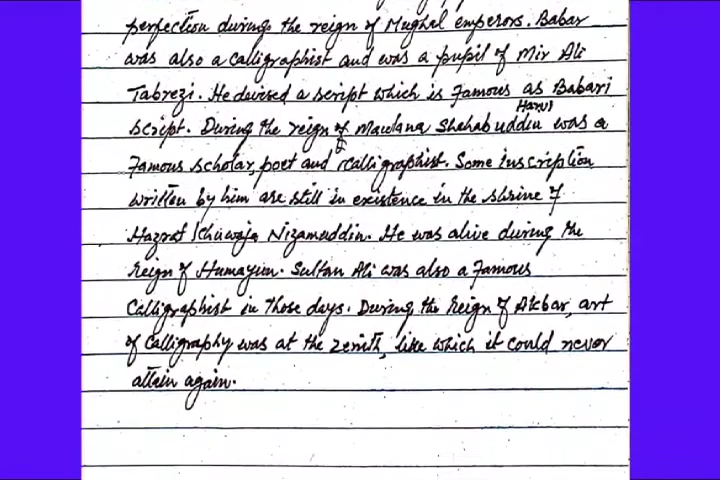 perfection during the reign of Mughal emperors. Babar
was also a calligraphist and was a pupil of Mir Ali
Tabrezi. He devised a script which is famous as Babari
Harvi
script. During the reign of Maulana Shahabuddin was a
famous scholar, poet and calligraphist. Some inscription
written by him are still in existence in the shrine of
Hazrat Khuwaja Nizamuddin. He was alive during the
reign of Humayun. Sultan Ali was also a famous
Calligraphist in those days. During the reign of Akbar, art
of calligraphy was at the zenith, like which it could never
attain again.